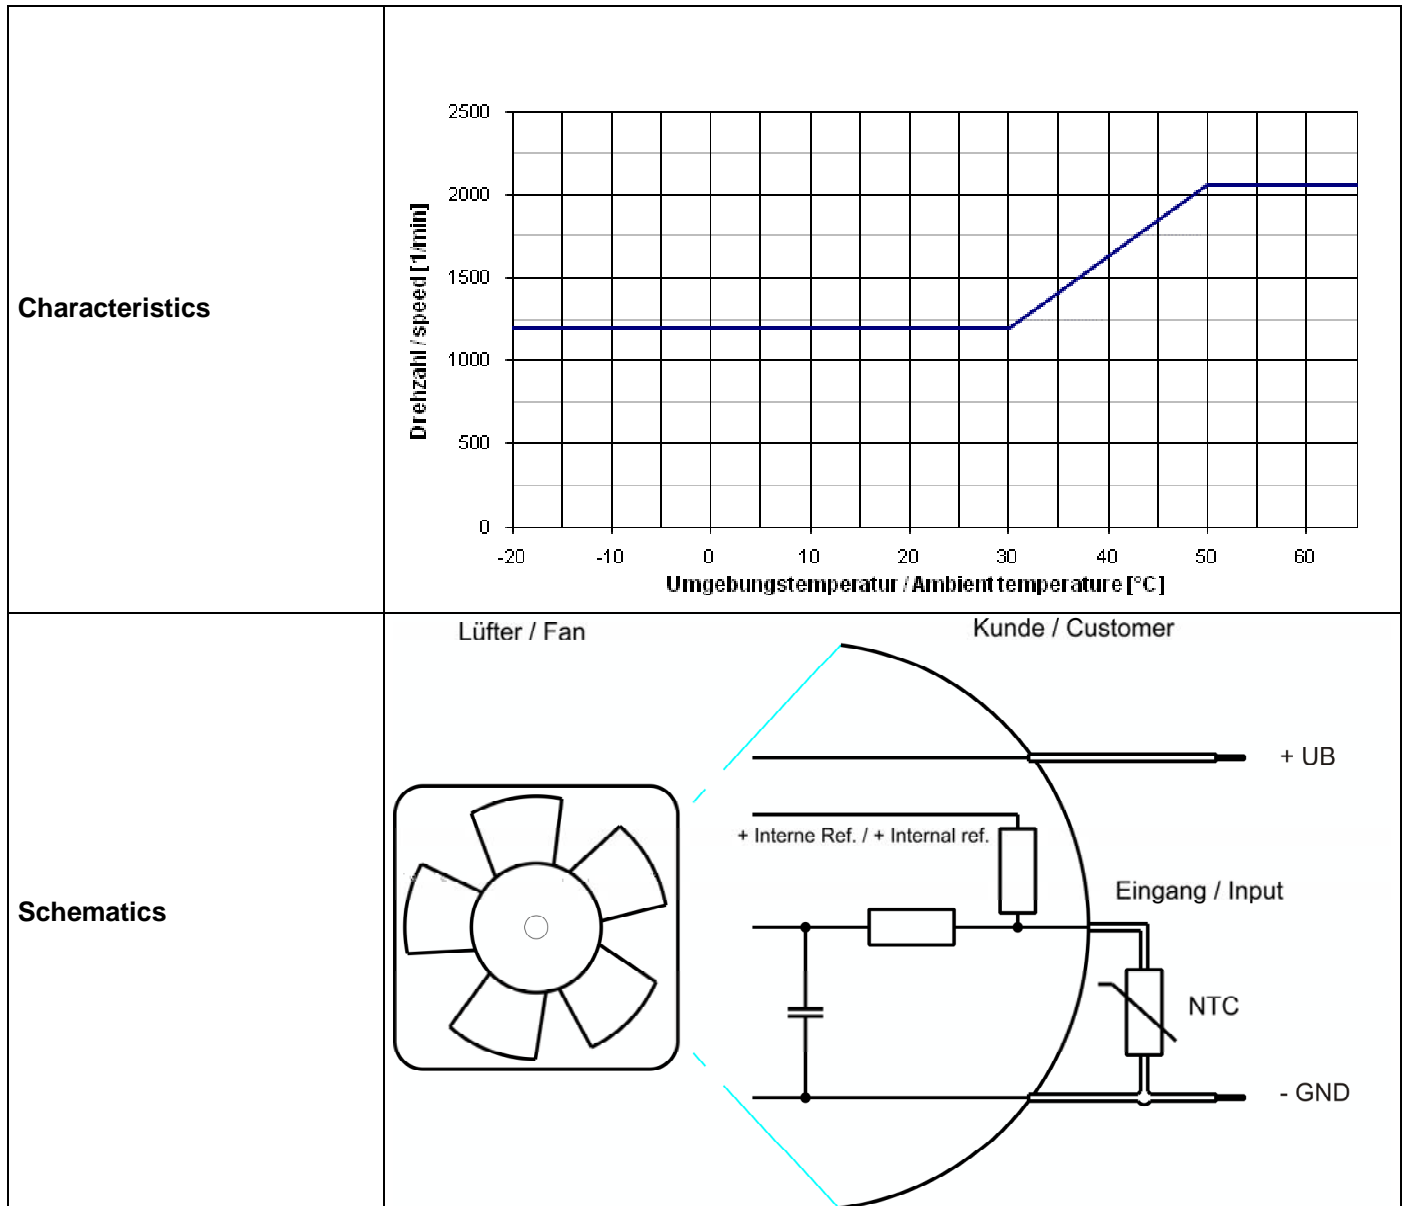 Characteristics
2500
2000
1500
1000
500
0
Drehzahl / speed [1/min]
-20 -10 0 10 20 30 40 50 60
Umgebungstemperatur / Ambient temperature [°C]
Schematics
Lüfter / Fan
Kunde / Customer
+ UB
+ Interne Ref. / + Internal ref.
Eingang / Input
NTC
- GND